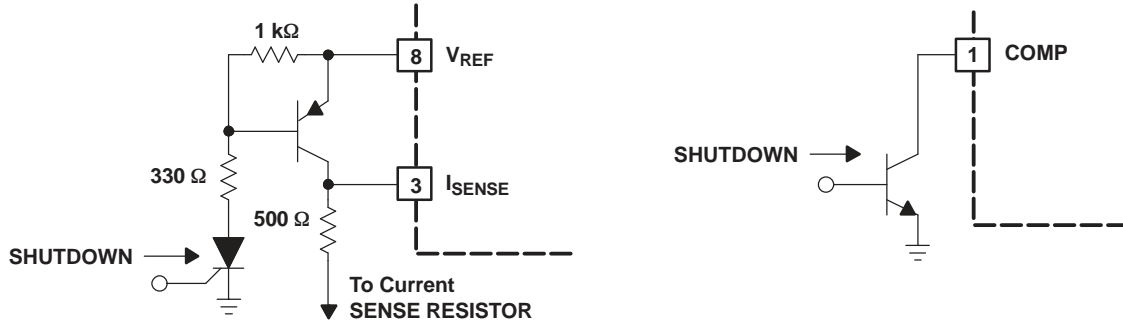 1 kΩ
8 V_REF
330 Ω
3 I_SENSE
500 Ω
SHUTDOWN
To Current
SENSE RESISTOR
1 COMP
SHUTDOWN